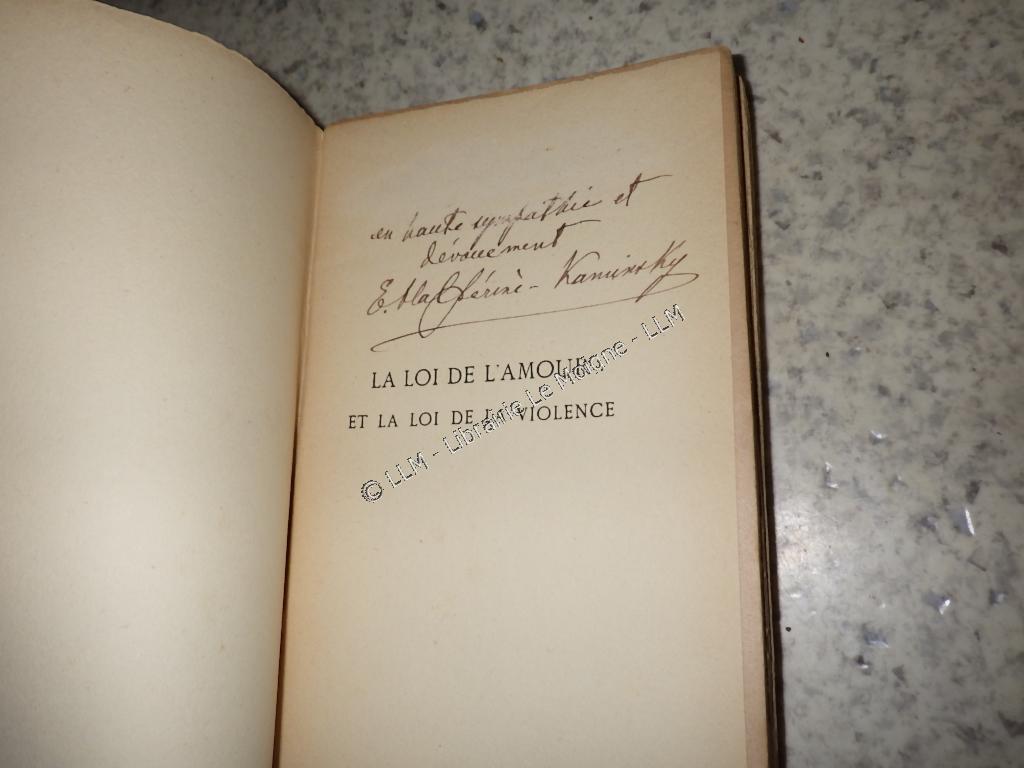 en haute sympathie et
dévouement
E. Halpérine-Kaminsky
LA LOI DE L'AMOUR
ET LA LOI DE LA VIOLENCE
© LLM - Librairie Le Moigne - LLM